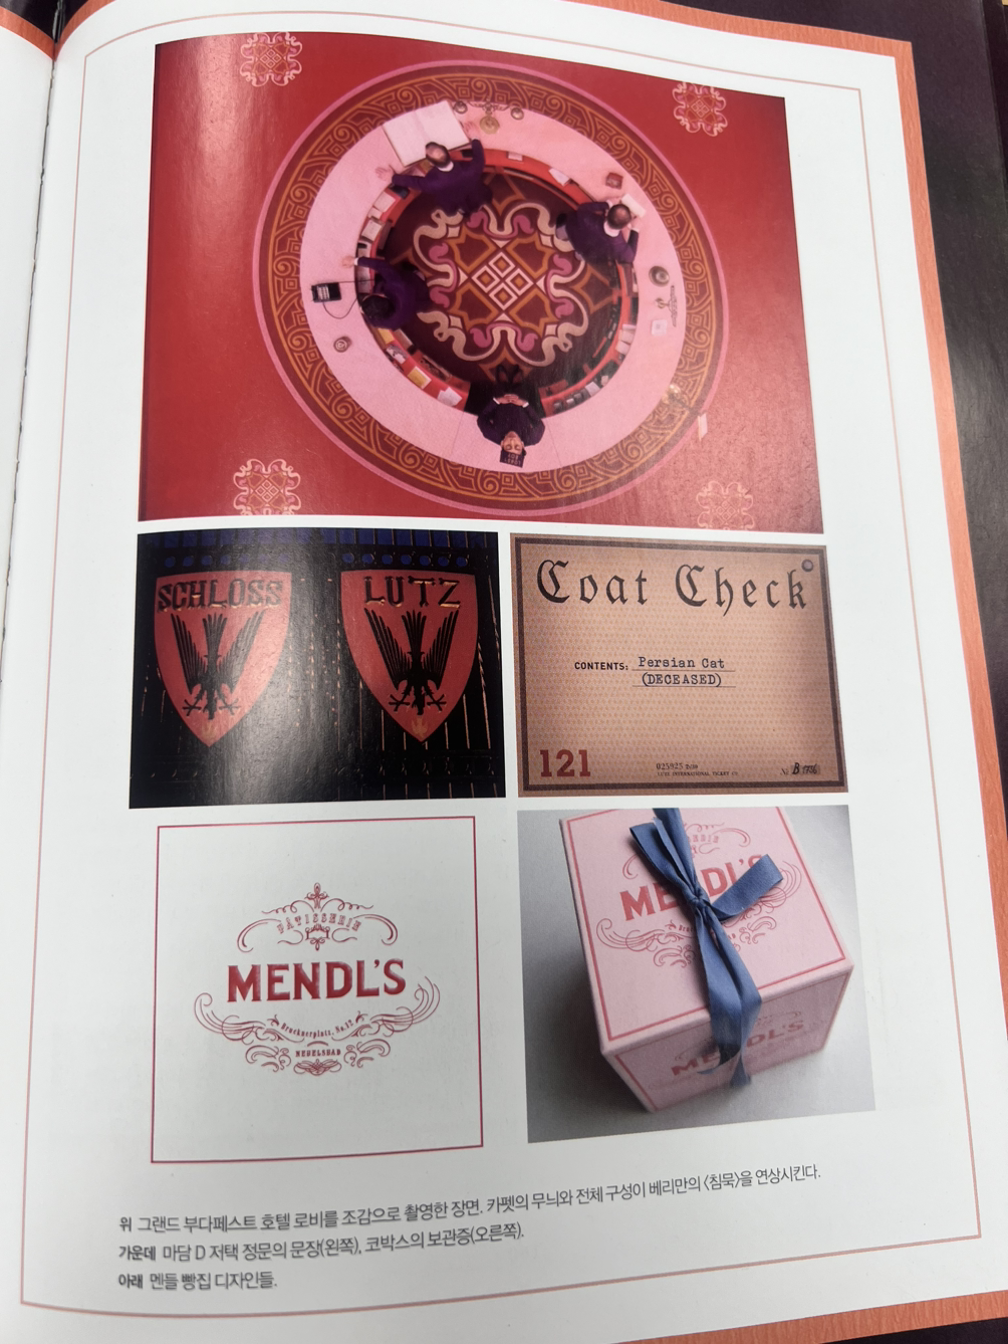 SCHLOSS LUTZ
Coat Check
CONTENTS: Persian Cat
(DECEASED)
121
025925
INTERNATIONAL TICKET
PATISSERIE
MENDL'S
NEBELSBAD
MENDL'S
MENDL'S
위 그랜드 부다페스트 호텔 로비를 조감으로 촬영한 장면. 카펫의 무늬와 전체 구성이 베리만의 〈침묵〉을 연상시킨다.
가운데 마담 D 저택 정문의 문장(왼쪽), 코박스의 보관증(오른쪽).
아래 멘들 빵집 디자인들.